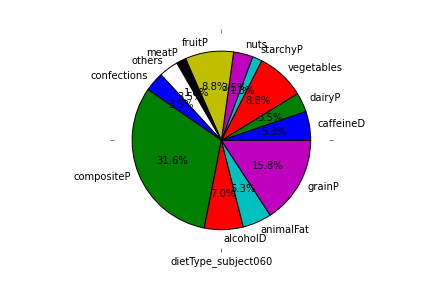 fruitP
nuts
meatP
starchyP
others
vegetables
confections
dairyP
caffeineD
compositeP
grainP
animalFat
alcoholD
8.8%
8.8%
3.5%
5.3%
31.6%
15.8%
7.0%
5.3%
dietType_subject060